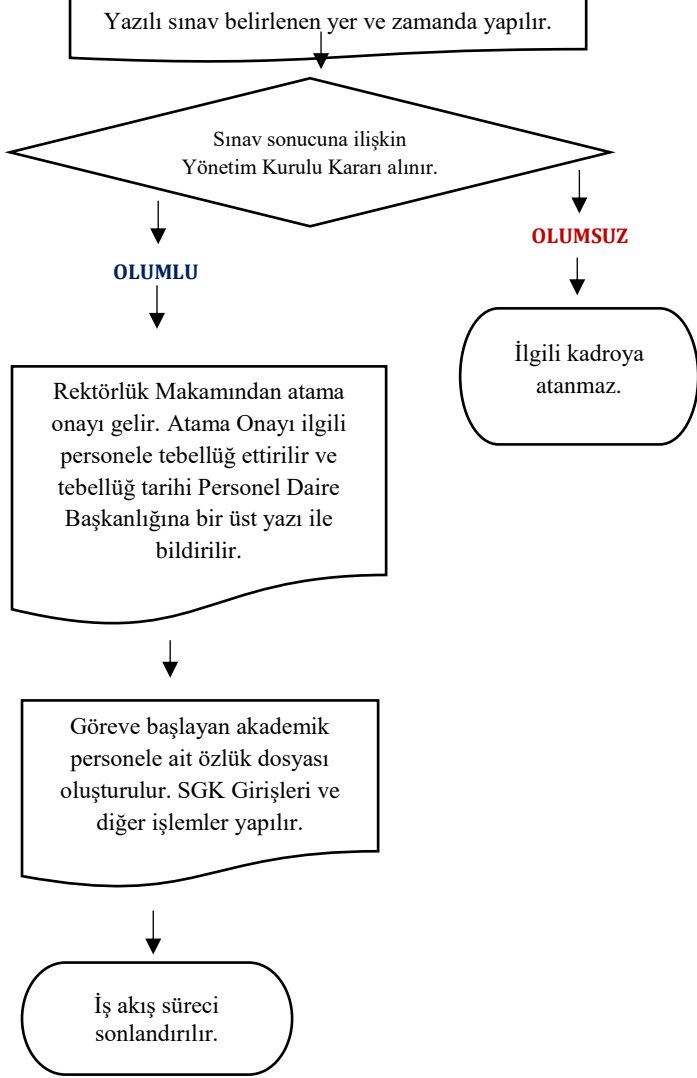 Yazılı sınav belirlenen yer ve zamanda yapılır.
Sınav sonucuna ilişkin
Yönetim Kurulu Kararı alınır.
OLUMLU
OLUMSUZ
İlgili kadroya
atanmaz.
Rektörlük Makamından atama
onayı gelir. Atama Onayı ilgili
personele tebellüğ ettirilir ve
tebellüğ tarihi Personel Daire
Başkanlığına bir üst yazı ile
bildirilir.
Göreve başlayan akademik
personele ait özlük dosyası
oluşturulur. SGK Girişleri ve
diğer işlemler yapılır.
İş akış süreci
sonlandırılır.